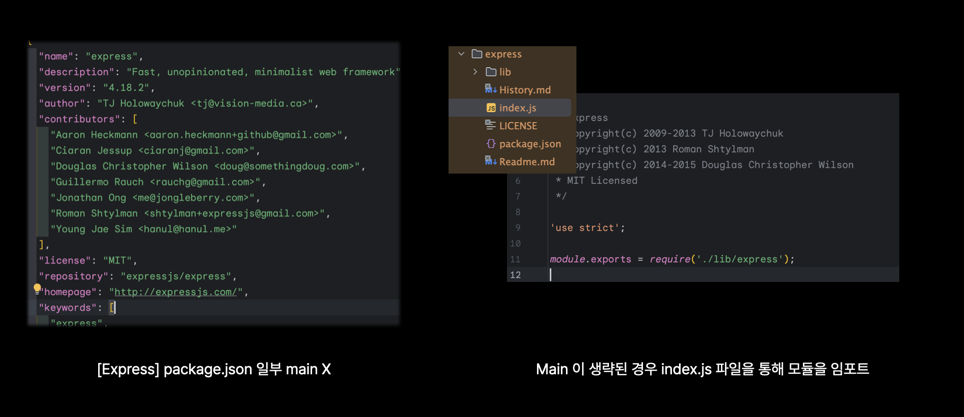 "name": "express",
"description": "Fast, unopinionated, minimalist web framework"
"version": "4.18.2",
"author": "TJ Holowaychuk <tj@vision-media.ca>",
"contributors": [
"Aaron Heckmann <aaron.heckmann+github@gmail.com>",
"Ciaran Jessup <ciaranj@gmail.com>",
"Douglas Christopher Wilson <doug@somethingdoug.com>",
"Guillermo Rauch <rauchg@gmail.com>",
"Jonathan Ong <me@jongleberry.com>",
"Roman Shtylman <shtylman+expressjs@gmail.com>",
"Young Jae Sim <hanul@hanul.me>"
],
"license": "MIT",
"repository": "expressjs/express",
"homepage": "http://expressjs.com/",
"keywords": [
"express",
[Express] package.json 일부 main X
express
lib
History.md
index.js
LICENSE
package.json
Readme.md
xpress
opyright(c) 2009-2013 TJ Holowaychuk
opyright(c) 2013 Roman Shtylman
opyright(c) 2014-2015 Douglas Christopher Wilson
6 * MIT Licensed
7 */
8
9 'use strict';
10
11 module.exports = require('./lib/express');
12
Main 이 생략된 경우 index.js 파일을 통해 모듈을 임포트